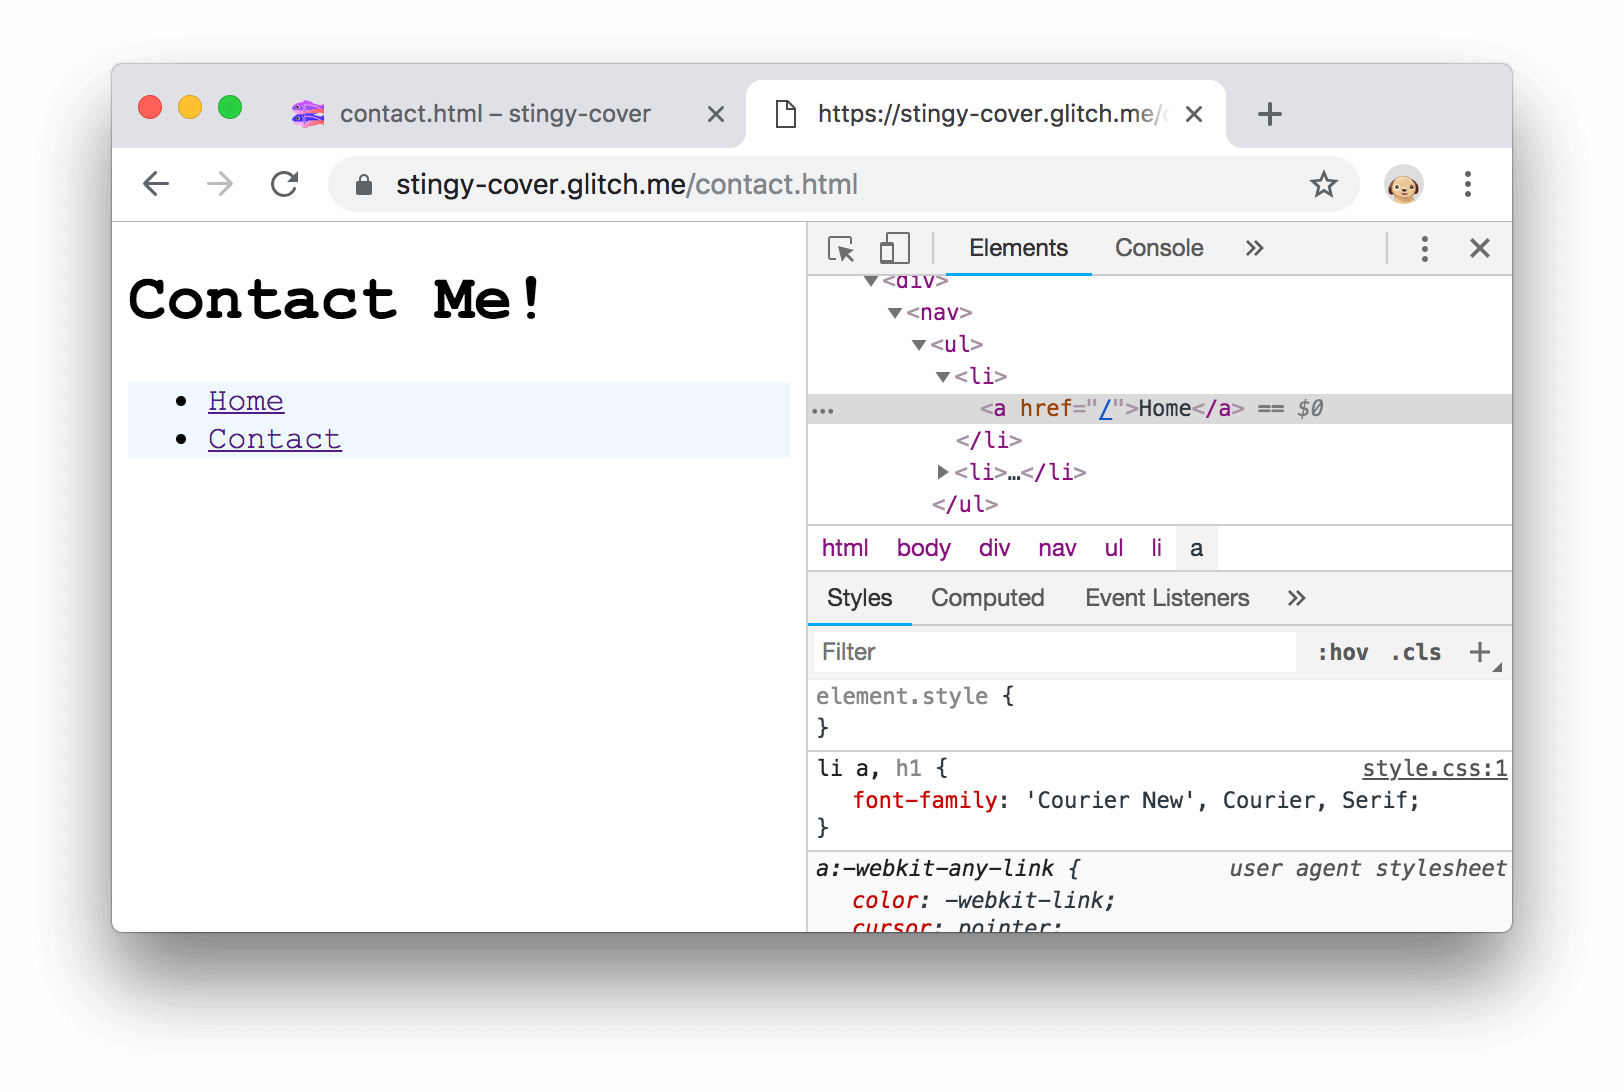 contact.html – stingy-cover
https://stingy-cover.glitch.me/
stingy-cover.glitch.me/contact.html
Contact Me!
Home
Contact
Elements Console »
<div>
<nav>
<ul>
<li>
… <a href="/">Home</a> == $0
</li>
<li>…</li>
</ul>
html body div nav ul li a
Styles Computed Event Listeners »
Filter :hov .cls +
element.style {
}
li a, h1 { style.css:1
font-family: 'Courier New', Courier, Serif;
}
a:-webkit-any-link { user agent stylesheet
color: -webkit-link;
cursor: pointer;